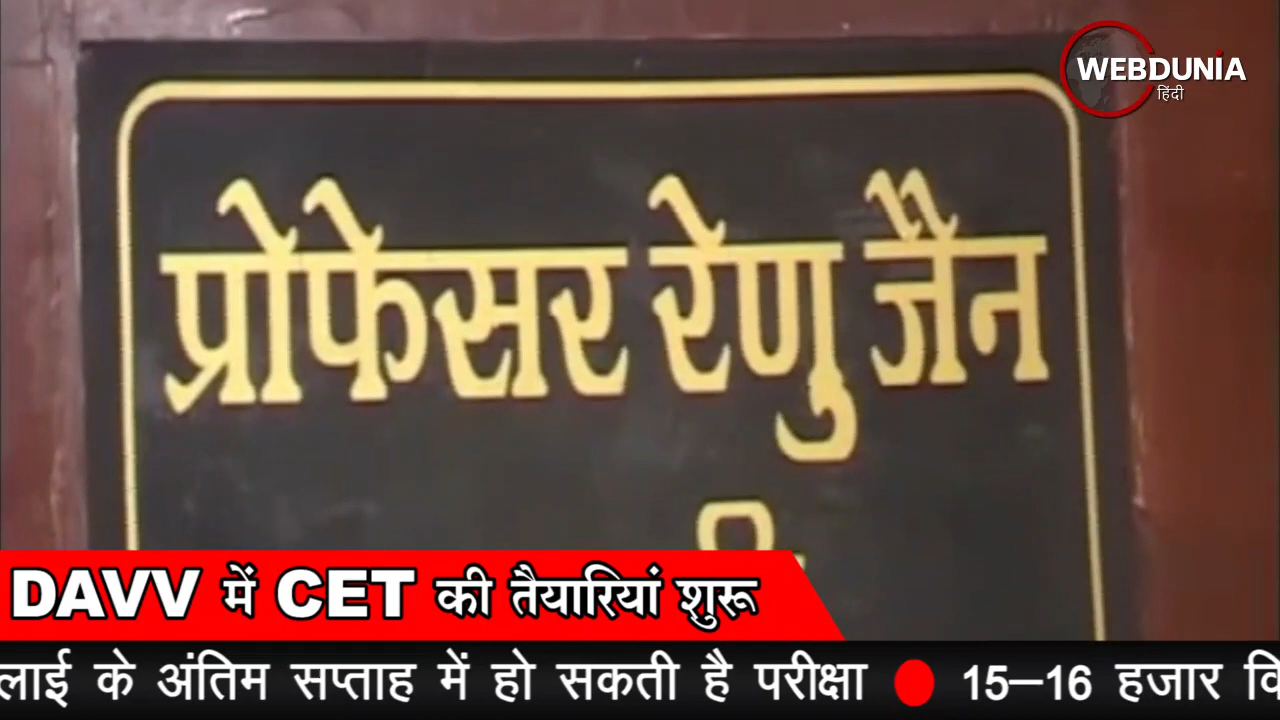 WEBDUNIA
हिंदी
प्रोफेसर रेणु जैन
DAVV में CET की तैयारियां शुरू
के अंतिम सप्ताह में हो सकती है परीक्षा ● 15–16 हजार